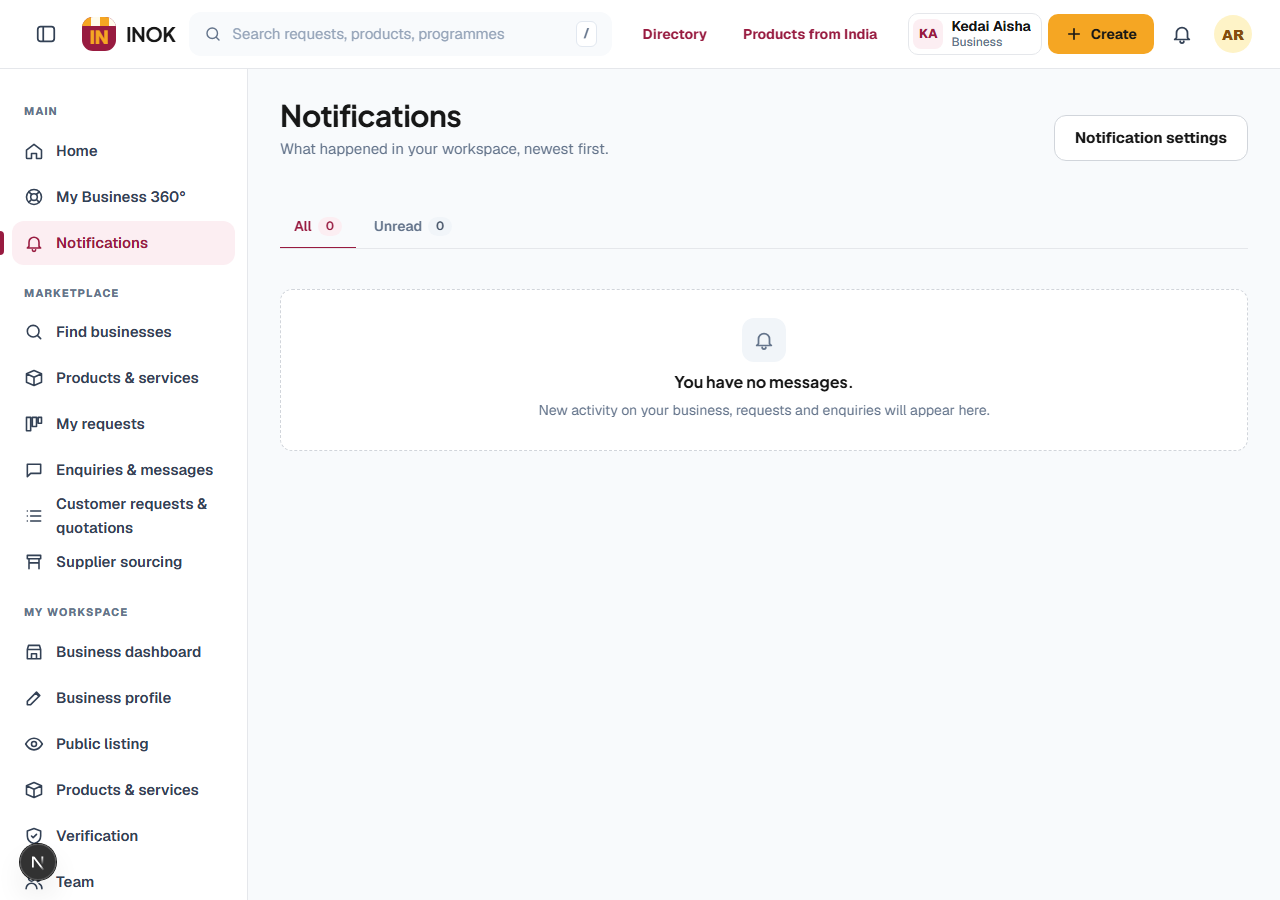 IN INOK
Search requests, products, programmes /
Directory
Products from India
KA Kedai Aisha
Business
+ Create
AR
MAIN
Home
My Business 360°
Notifications
MARKETPLACE
Find businesses
Products & services
My requests
Enquiries & messages
Customer requests &
quotations
Supplier sourcing
MY WORKSPACE
Business dashboard
Business profile
Public listing
Products & services
Verification
N
Team
Notifications
What happened in your workspace, newest first.
Notification settings
All 0 Unread 0
You have no messages.
New activity on your business, requests and enquiries will appear here.